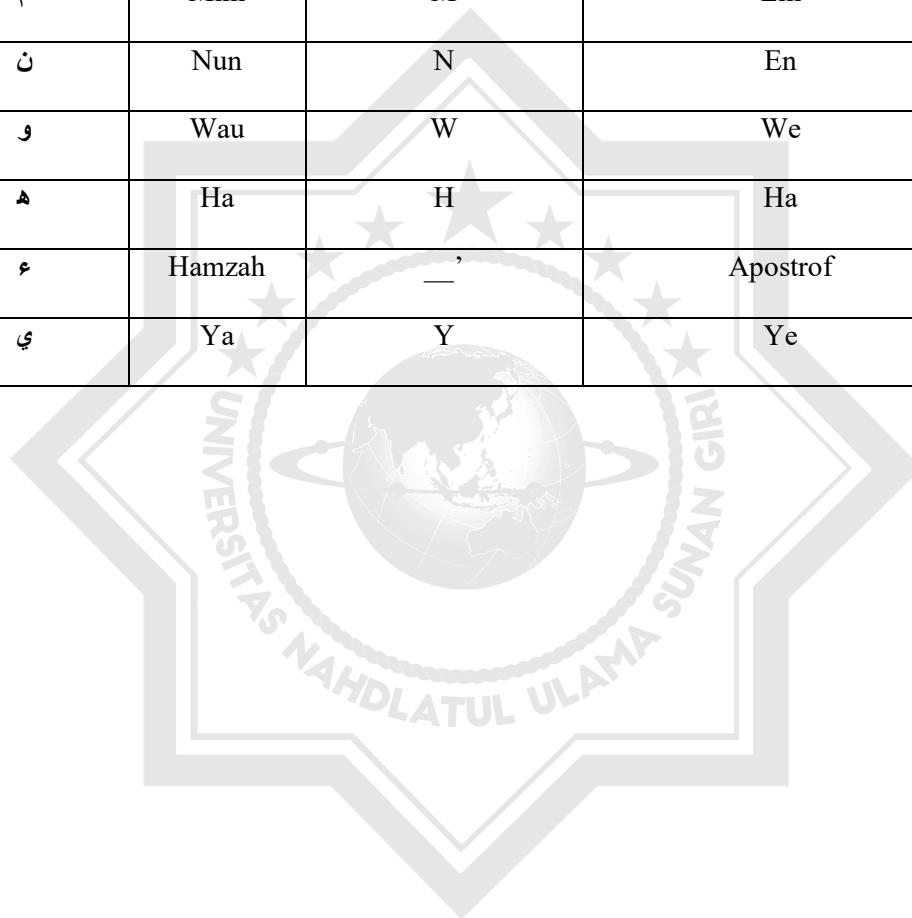 ن Nun N En
و Wau W We
ه Ha H Ha
ء Hamzah __’ Apostrof
ي Ya Y Ye
UNIVERSITAS NAHDLATUL ULAMA SUNAN GIRI